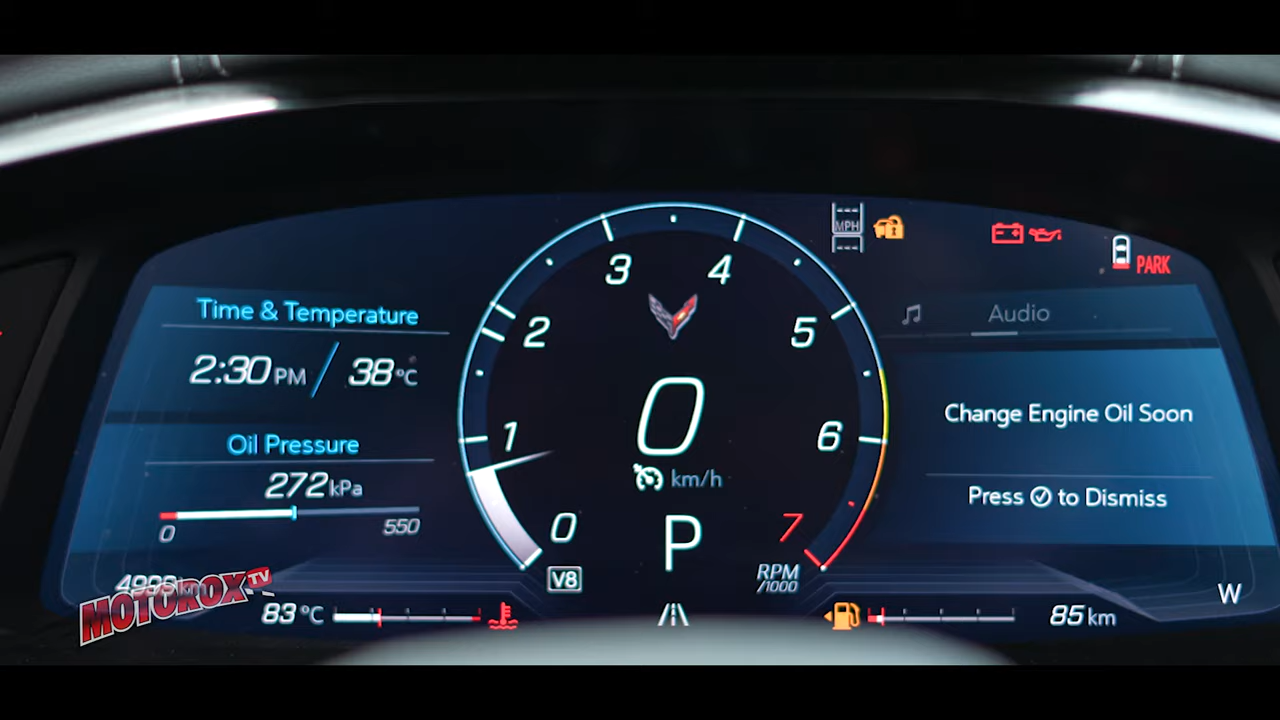 MPH
PARK
Time & Temperature
2:30 PM / 38°C
Oil Pressure
272 kPa
0 550
1 2 3 4 5 6 7
0
0
km/h
P
V8
RPM
/1000
Audio
Change Engine Oil Soon
Press to Dismiss
W
83 °C
85 km
MOTOROX TV